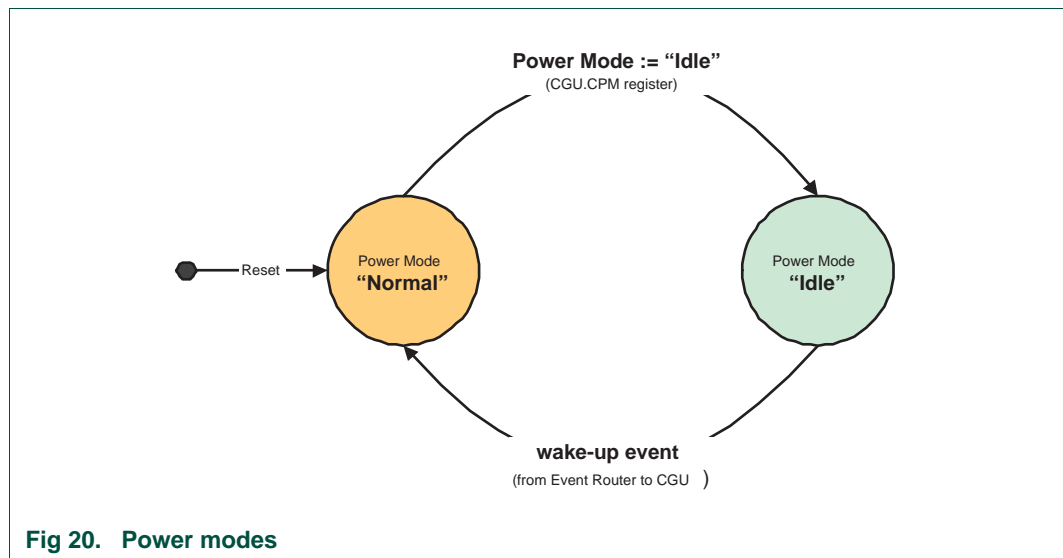 Power Mode := “Idle”
(CGU.CPM register)
Reset
Power Mode
“Normal”
Power Mode
“Idle”
wake-up event
(from Event Router to CGU )
Fig 20. Power modes